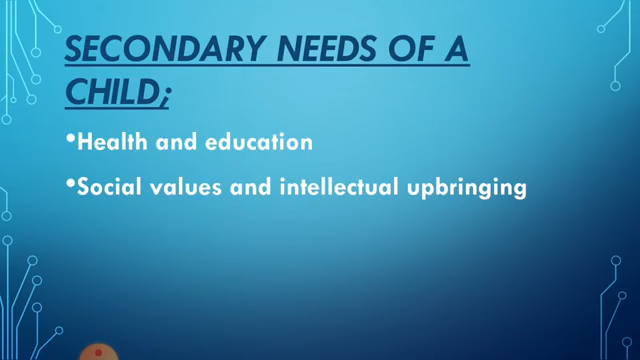 SECONDARY NEEDS OF A
CHILD;
•Health and education
•Social values and intellectual upbringing